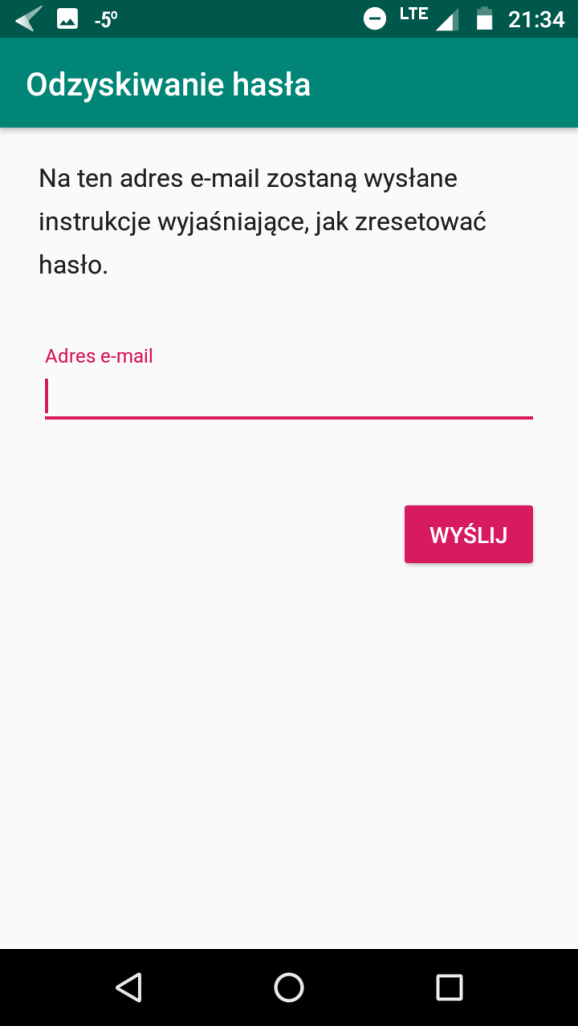 -5°
LTE
21:34
Odzyskiwanie hasła
Na ten adres e-mail zostaną wysłane
instrukcje wyjaśniające, jak zresetować
hasło.
Adres e-mail
WYŚLIJ